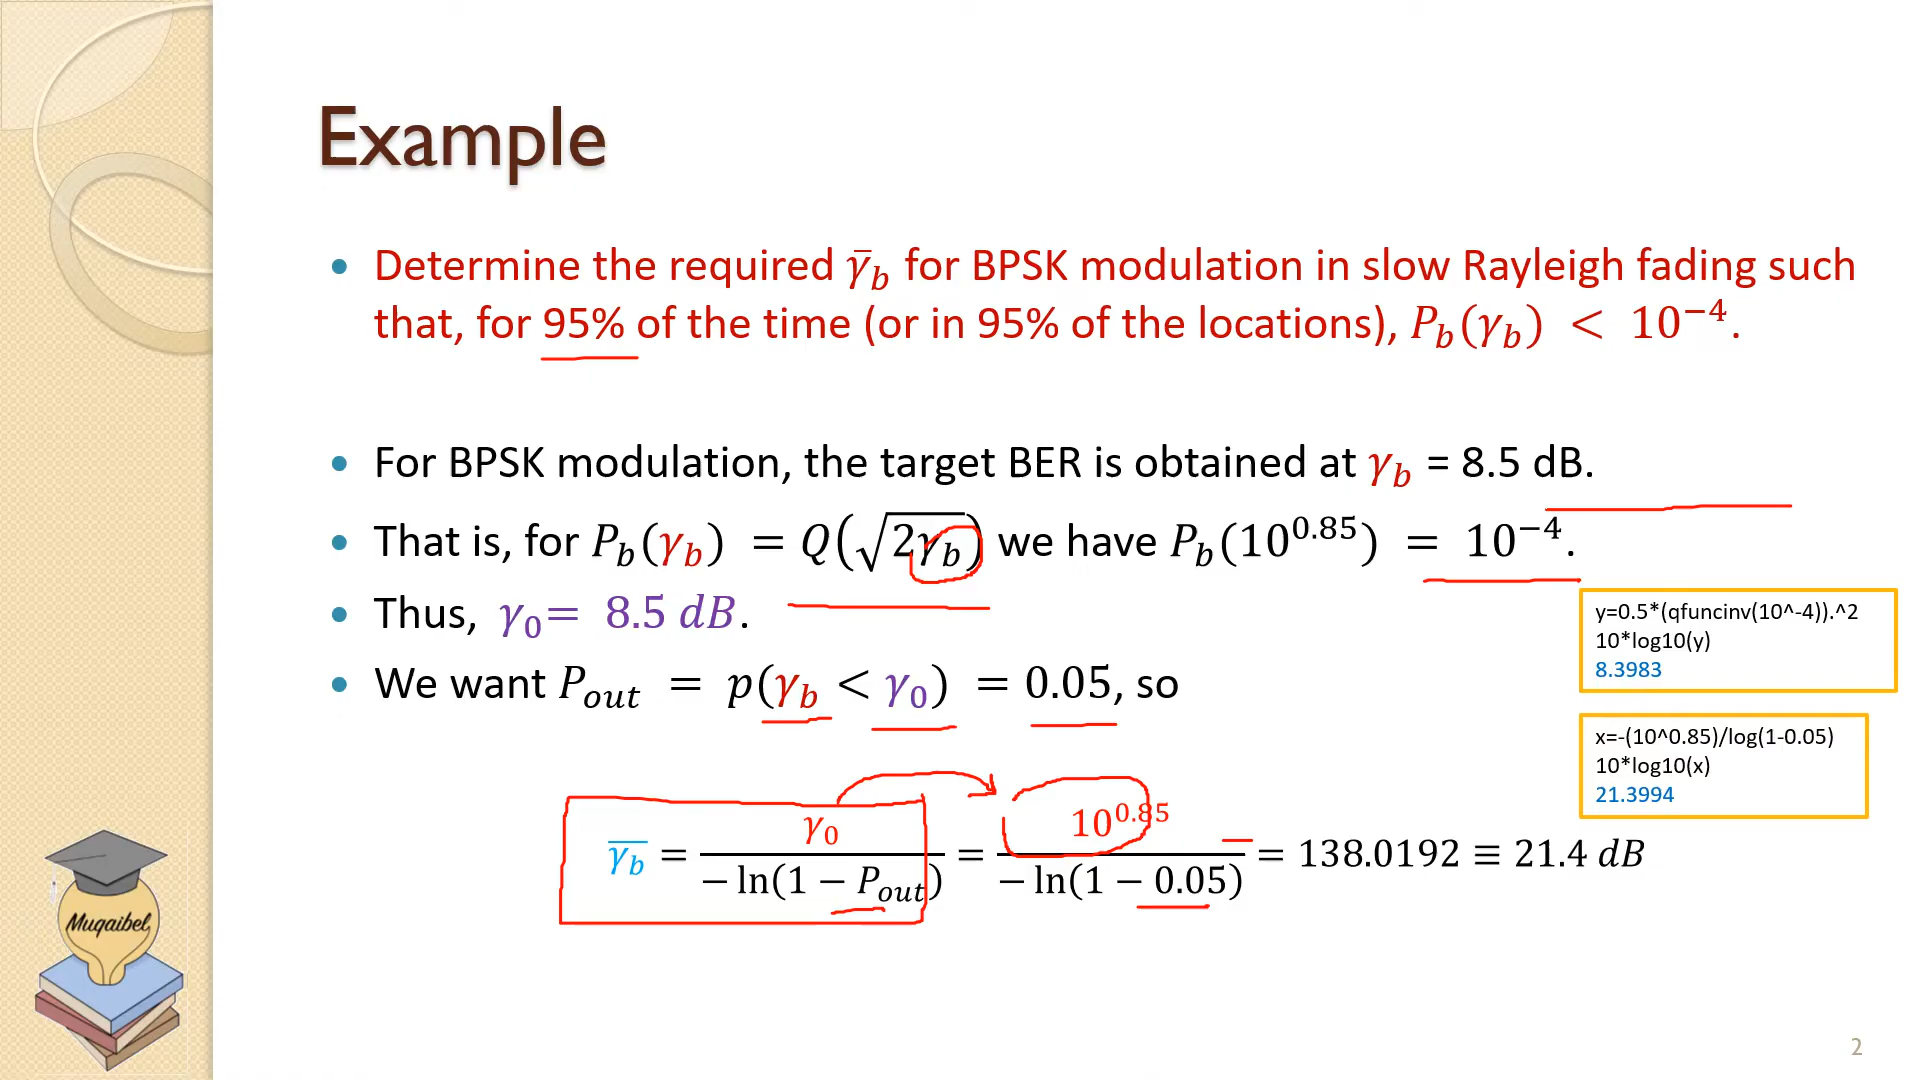 Example
• Determine the required γ̅_b for BPSK modulation in slow Rayleigh fading such
that, for 95% of the time (or in 95% of the locations), P_b(γ_b) < 10^−4.
• For BPSK modulation, the target BER is obtained at γ_b = 8.5 dB.
• That is, for P_b(γ_b) = Q(√(2γ_b)) we have P_b(10^0.85) = 10^−4.
• Thus, γ_0 = 8.5 dB.
• We want P_out = p(γ_b < γ_0) = 0.05, so
y=0.5*(qfuncinv(10^-4)).^2
10*log10(y)
8.3983
x=-(10^0.85)/log(1-0.05)
10*log10(x)
21.3994
γ̅_b = γ_0 / −ln(1 − P_out) = 10^0.85 / −ln(1 − 0.05) = 138.0192 ≡ 21.4 dB
Muqaibel
2